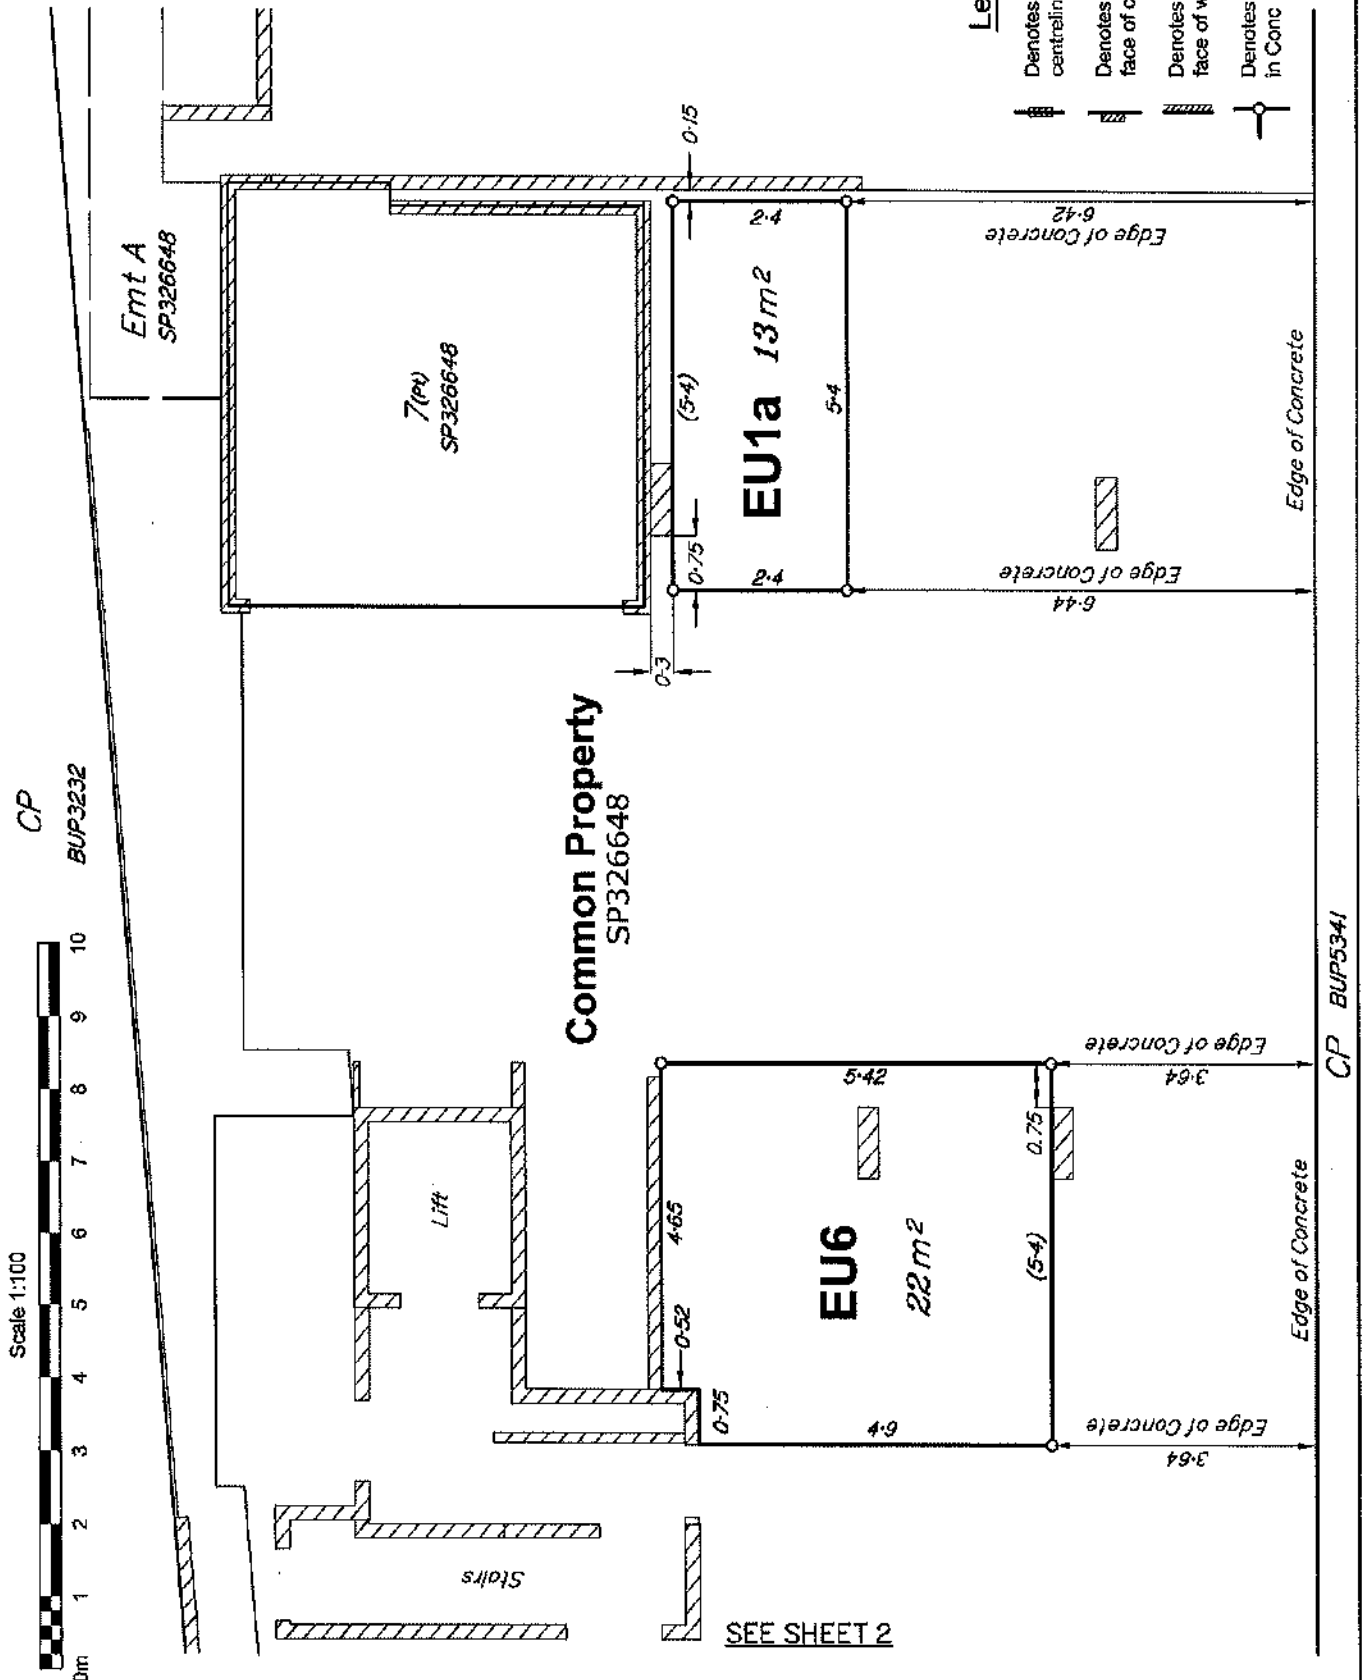 Scale 1:100
0m 1 2 3 4 5 6 7 8 9 10
CP
BUP3232
Emt A
SP326648
7(Pt)
SP326648
Lift
Stairs
Common Property
SP326648
EU1a 13m²
(5·4)
5·4
2·4
2·4
0·15
0·75
0·3
6·42
Edge of Concrete
6·44
Edge of Concrete
Edge of Concrete
EU6
22m²
4·65
0·52
0·75
4·9
5·42
0.75
(5·4)
3·64
Edge of Concrete
3·64
Edge of Concrete
Edge of Concrete
SEE SHEET 2
CP BUP5341
Denotes
Denotes
face of
Denotes
face of
Denotes
in Conc